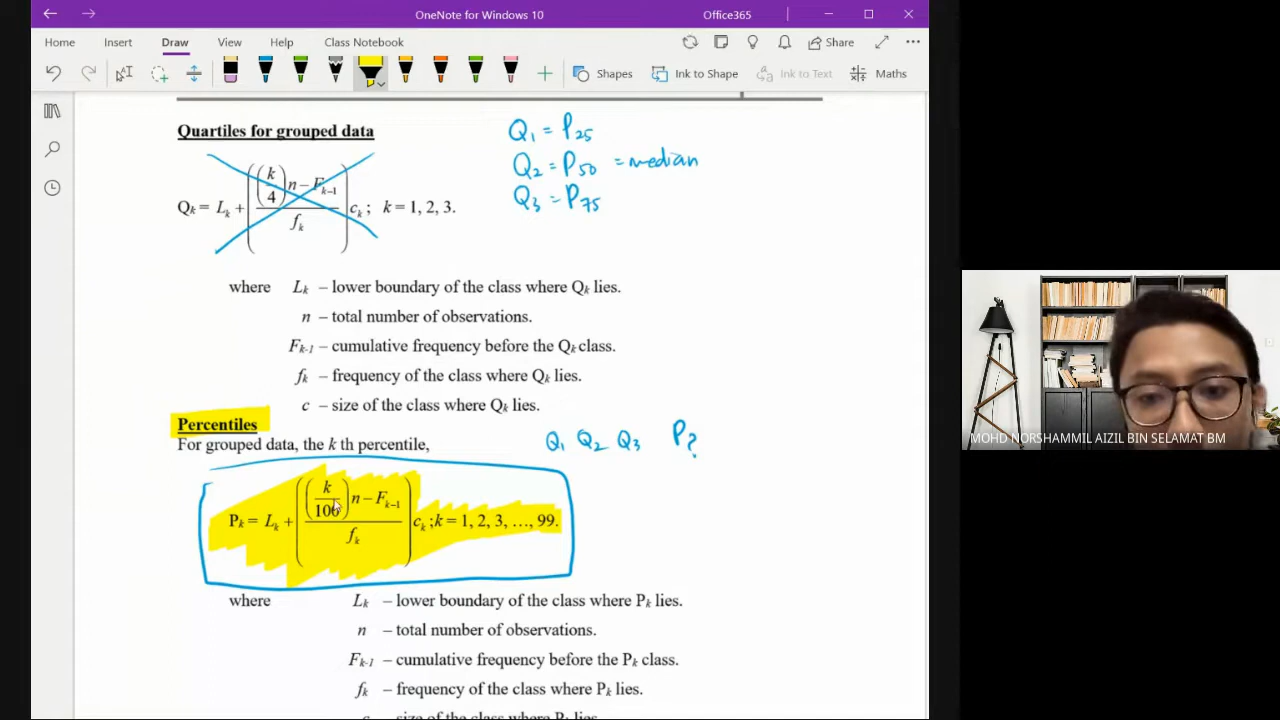 OneNote for Windows 10
Office365
Home Insert Draw View Help Class Notebook Share
Shapes Ink to Shape Ink to Text Maths
Quartiles for grouped data
Q₁ = P₂₅
Q₂ = P₅₀ = median
Q₃ = P₇₅
Qk = Lk + (((k/4)n − Fk−1)/fk) ck ; k = 1, 2, 3.
where Lk – lower boundary of the class where Qk lies.
n – total number of observations.
Fk-1 – cumulative frequency before the Qk class.
fk – frequency of the class where Qk lies.
c – size of the class where Qk lies.
Percentiles
For grouped data, the k th percentile,
Q₁ Q₂ Q₃ P?
Pk = Lk + (((k/100)n − Fk−1)/fk) ck ;k = 1, 2, 3, …, 99.
where Lk – lower boundary of the class where Pk lies.
n – total number of observations.
Fk-1 – cumulative frequency before the Pk class.
fk – frequency of the class where Pk lies.
c – size of the class where Pk lies.
MOHD NORSHAMMIL AIZIL BIN SELAMAT BM